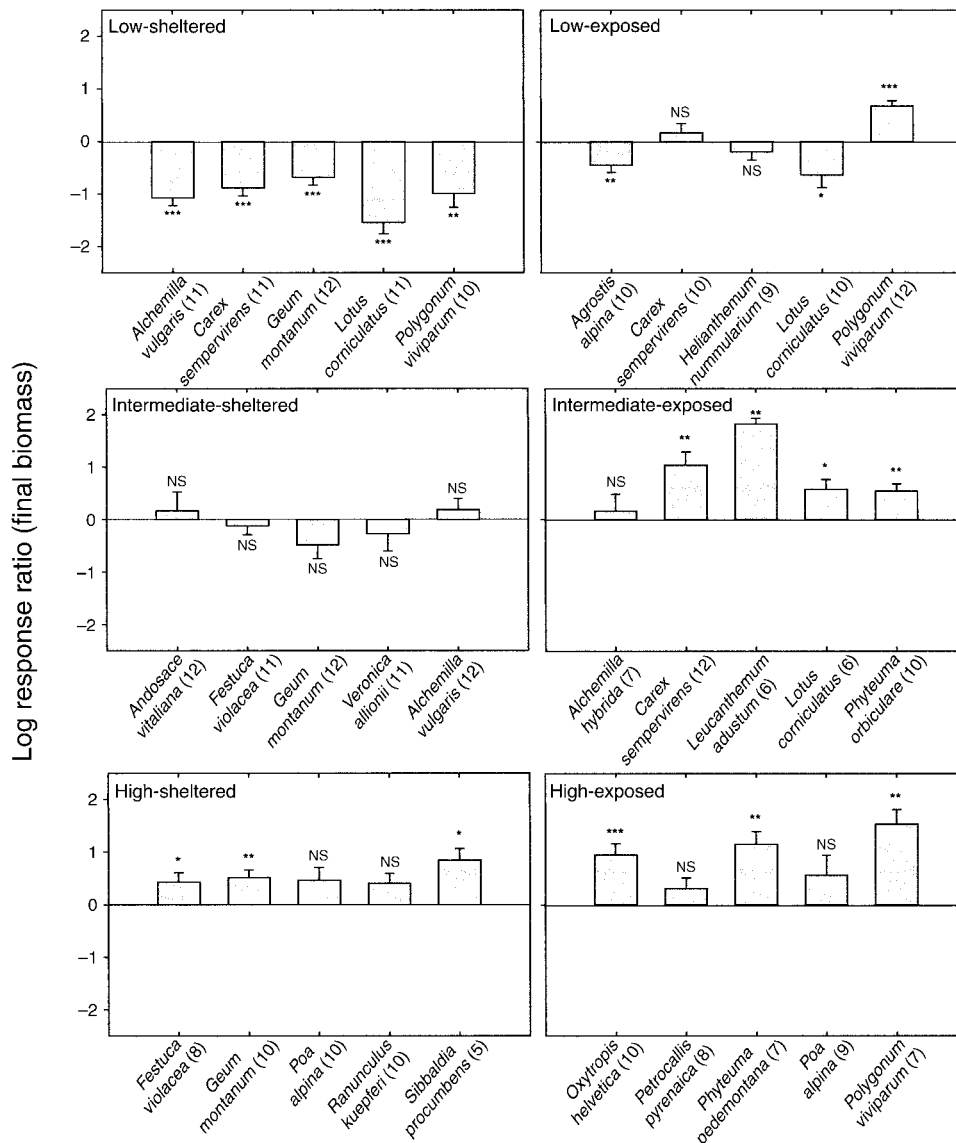 Log response ratio (final biomass)
Low-sheltered
2
1
0
−1
−2
***
***
***
***
**
Alchemilla
vulgaris (11)
Carex
sempervirens (11)
Geum
montanum (12)
Lotus
corniculatus (11)
Polygonum
viviparum (10)
Low-exposed
**
NS
NS
*
***
Agrostis
alpina (10)
Carex
sempervirens (10)
Helianthemum
nummularium (9)
Lotus
corniculatus (10)
Polygonum
viviparum (12)
Intermediate-sheltered
2
1
0
−1
−2
NS
NS
NS
NS
NS
Andosace
vitaliana (12)
Festuca
violacea (11)
Geum
montanum (12)
Veronica
allionii (11)
Alchemilla
vulgaris (12)
Intermediate-exposed
NS
**
**
*
**
Alchemilla
hybrida (7)
Carex
sempervirens (12)
Leucanthemum
adustum (6)
Lotus
corniculatus (6)
Phyteuma
orbiculare (10)
High-sheltered
2
1
0
−1
−2
*
**
NS
NS
*
Festuca
violacea (8)
Geum
montanum (10)
Poa
alpina (10)
Ranunculus
kuepferi (10)
Sibbaldia
procumbens (5)
High-exposed
***
NS
**
NS
**
Oxytropis
helvetica (10)
Petrocallis
pyrenaica (8)
Phyteuma
pedemontana (7)
Poa
alpina (9)
Polygonum
viviparum (7)